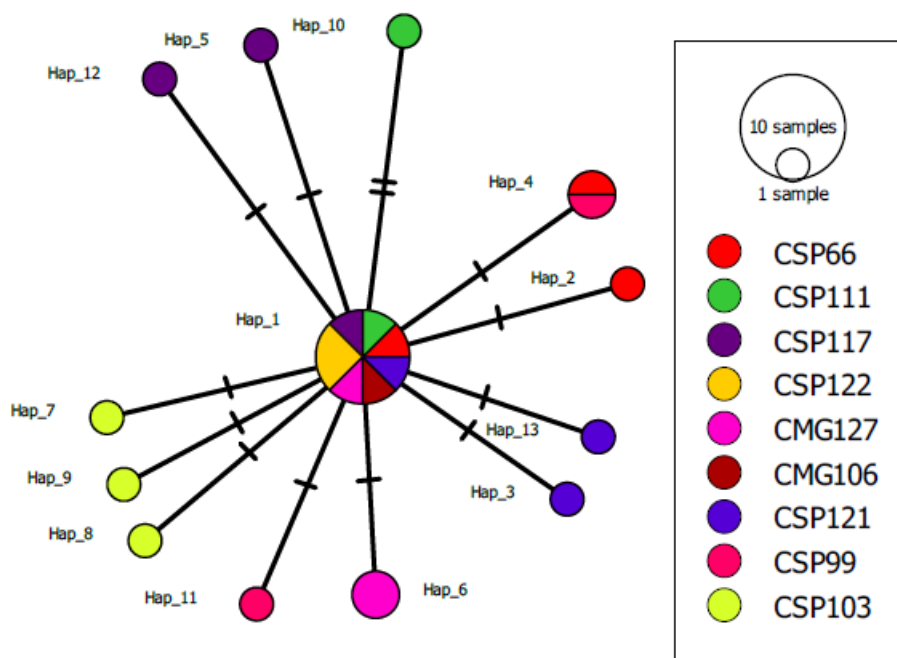 Hap_5
Hap_10
Hap_12
Hap_4
Hap_2
Hap_1
Hap_7
Hap_13
Hap_9
Hap_3
Hap_8
Hap_11
Hap_6
10 samples
1 sample
CSP66
CSP111
CSP117
CSP122
CMG127
CMG106
CSP121
CSP99
CSP103